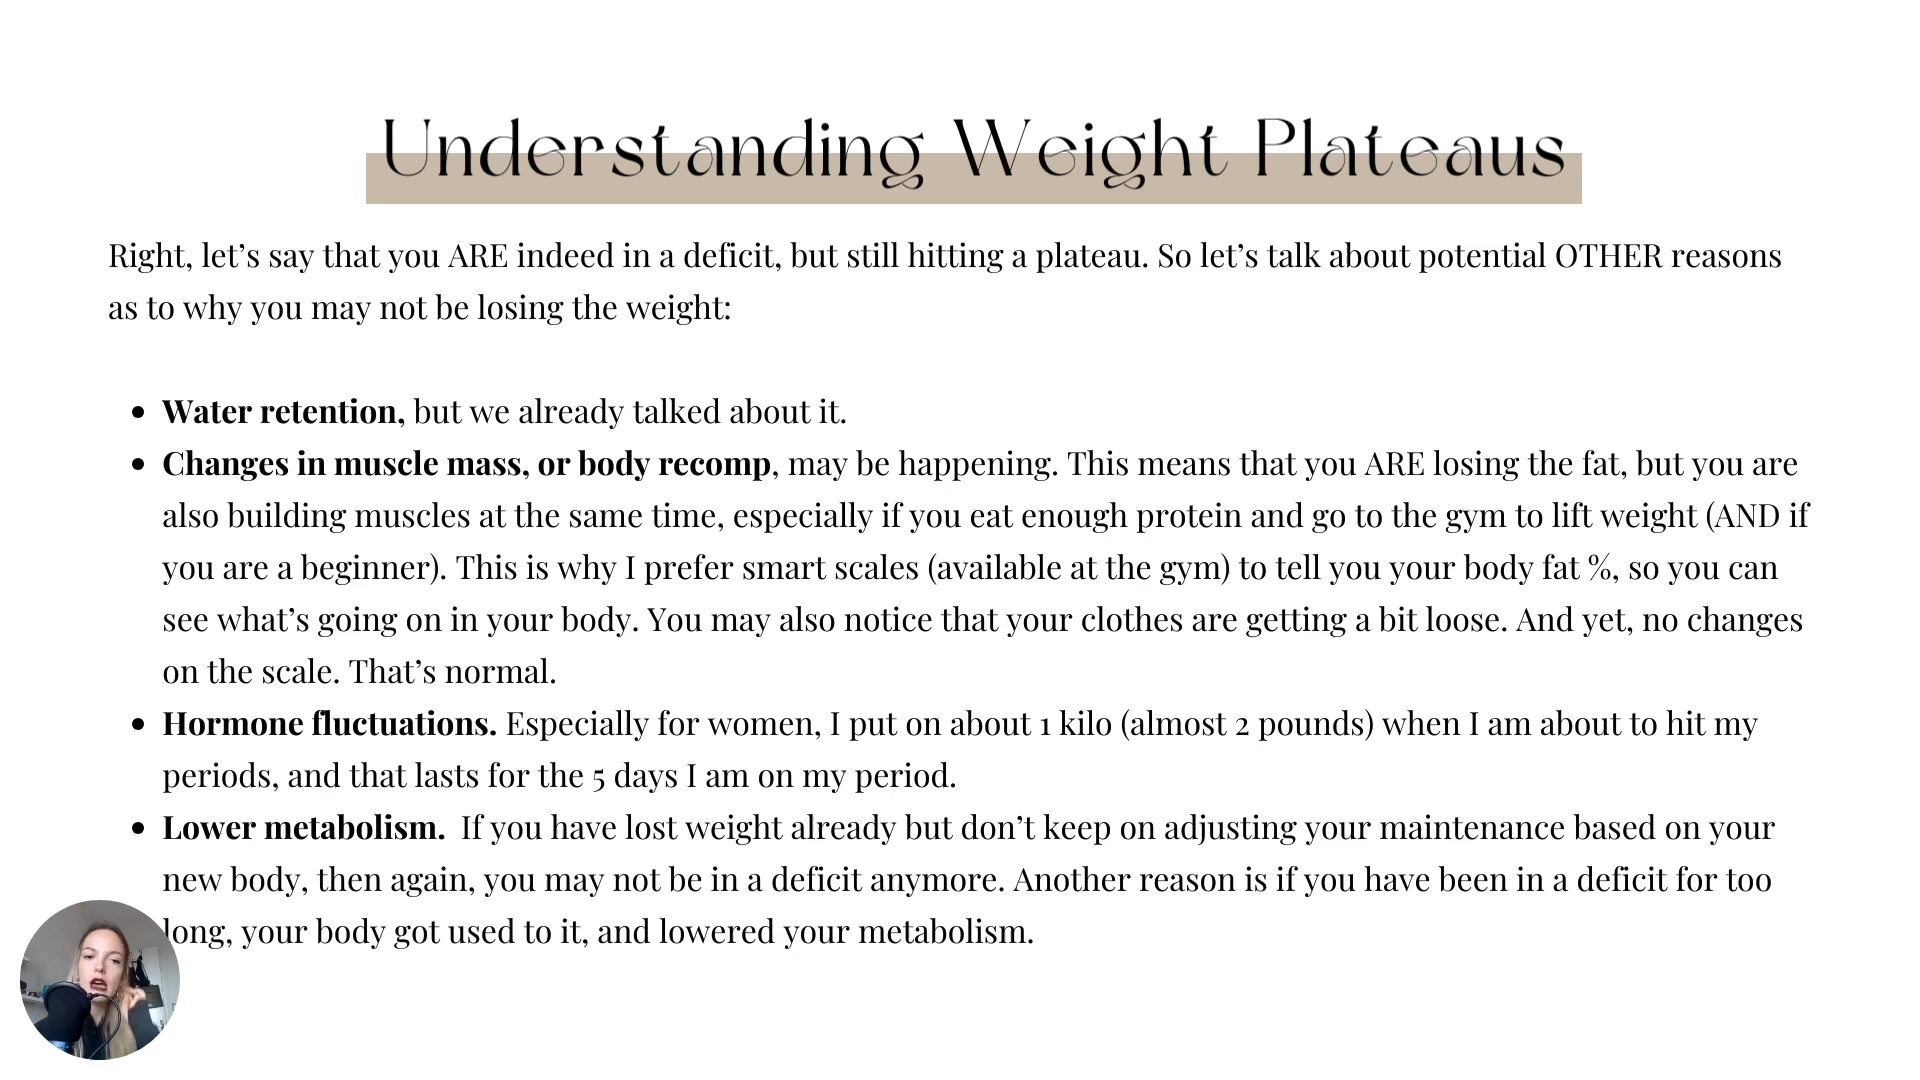 Understanding Weight Plateaus
Right, let’s say that you ARE indeed in a deficit, but still hitting a plateau. So let’s talk about potential OTHER reasons
as to why you may not be losing the weight:
• Water retention, but we already talked about it.
• Changes in muscle mass, or body recomp, may be happening. This means that you ARE losing the fat, but you are
also building muscles at the same time, especially if you eat enough protein and go to the gym to lift weight (AND if
you are a beginner). This is why I prefer smart scales (available at the gym) to tell you your body fat %, so you can
see what’s going on in your body. You may also notice that your clothes are getting a bit loose. And yet, no changes
on the scale. That’s normal.
• Hormone fluctuations. Especially for women, I put on about 1 kilo (almost 2 pounds) when I am about to hit my
periods, and that lasts for the 5 days I am on my period.
• Lower metabolism. If you have lost weight already but don’t keep on adjusting your maintenance based on your
new body, then again, you may not be in a deficit anymore. Another reason is if you have been in a deficit for too
long, your body got used to it, and lowered your metabolism.